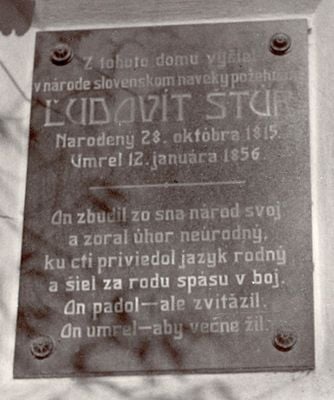 Z tohoto domu vyšiel
v národe slovenskom naveky požehnaný
ĽUDOVÍT ŠTÚR
Narodený 28. októbra 1815.
Umrel 12. januára 1856.
On zbudil zo sna národ svoj
a zoral úhor neúrodný,
ku cti priviedol jazyk rodný
a šiel za rodu spásu v boj.
On padol—ale zvíťazil.
On umrel—aby večne žil.